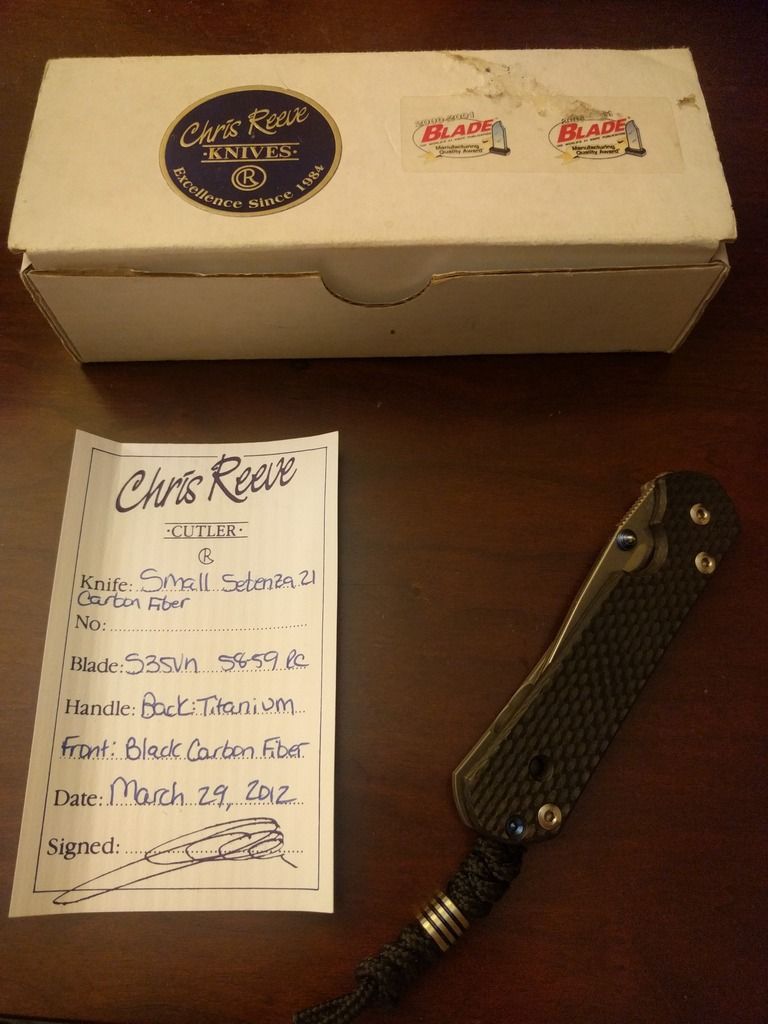 Chris Reeve
·KNIVES·
®
Excellence Since 1984
2000-2001
BLADE
Manufacturing
Quality Award
BLADE
Manufacturing
Quality Award
Chris Reeve
·CUTLER·
®
Knife: Small Sebenza 21
Carbon Fiber
No:
Blade: S35Vn 58-59 RC
Handle: Back: Titanium
Front: Black Carbon Fiber
Date: March 29, 2012
Signed: